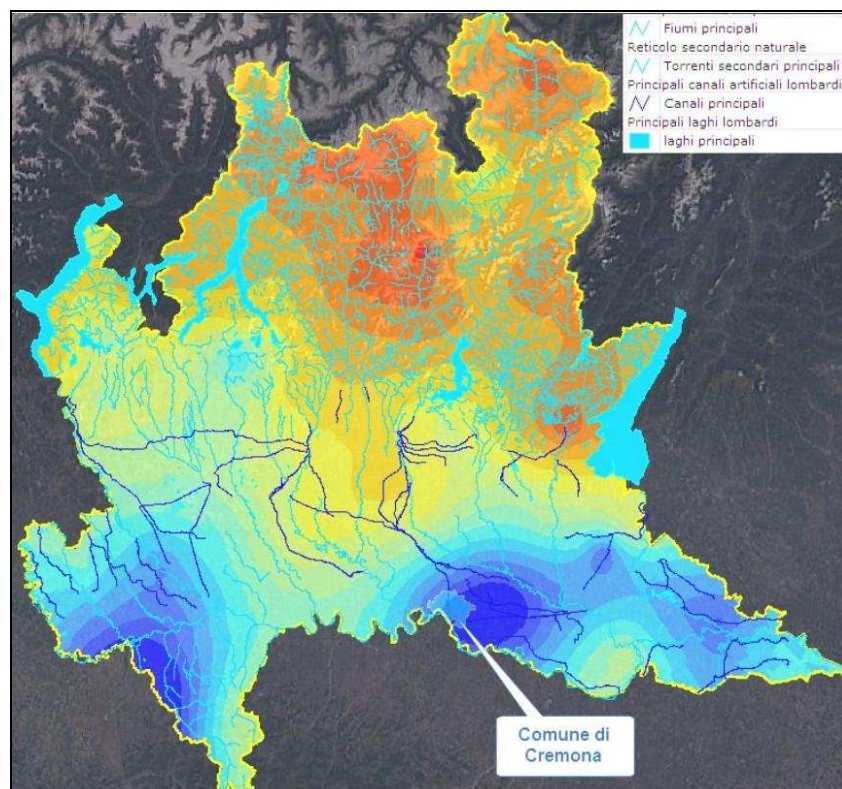 Fiumi principali
Reticolo secondario naturale
Torrenti secondari principali
Principali canali artificiali lombardi
Canali principali
Principali laghi lombardi
laghi principali
Comune di
Cremona